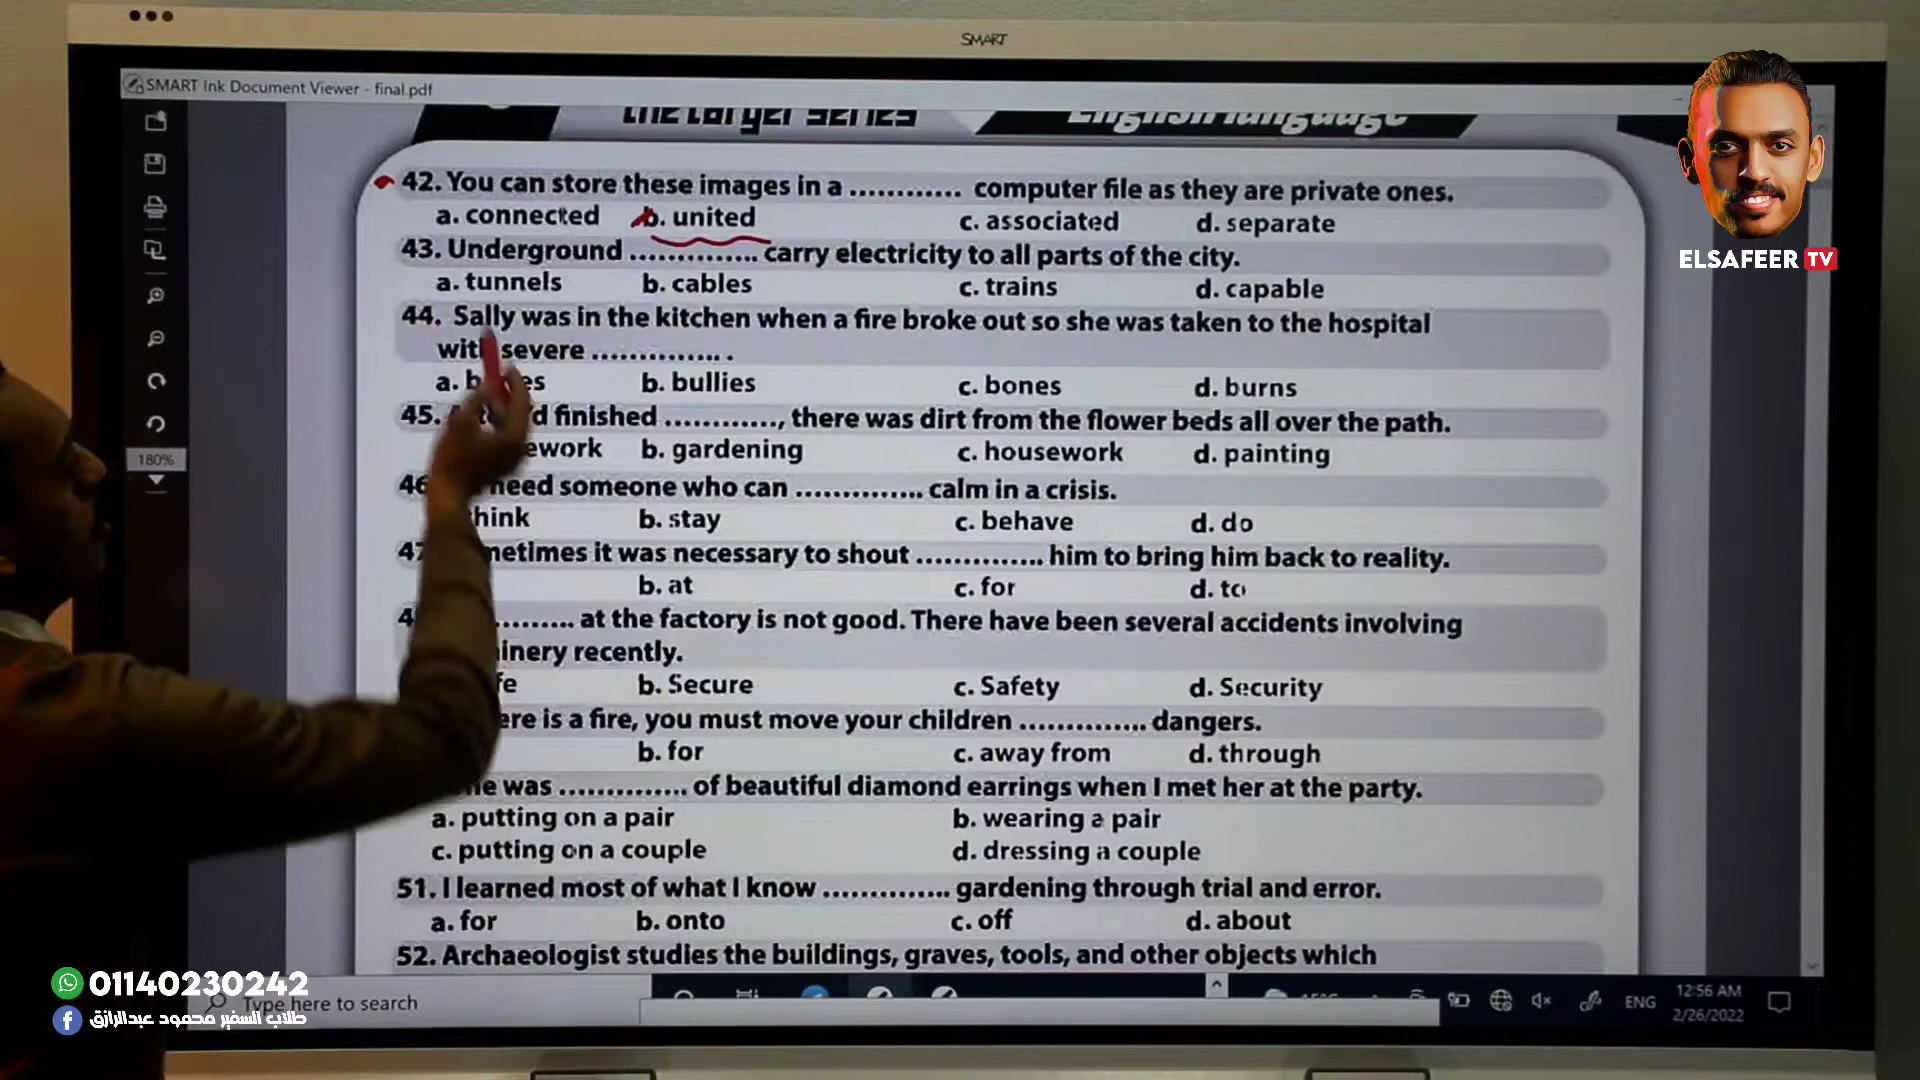 SMART
SMART Ink Document Viewer - final.pdf
the target series
English language
42. You can store these images in a ............ computer file as they are private ones.
a. connected b. united c. associated d. separate
43. Underground .............. carry electricity to all parts of the city.
a. tunnels b. cables c. trains d. capable
44. Sally was in the kitchen when a fire broke out so she was taken to the hospital
with severe .............. .
a. b. bullies c. bones d. burns
45. finished ............, there was dirt from the flower beds all over the path.
b. gardening c. housework d. painting
46 need someone who can .............. calm in a crisis.
b. stay c. behave d. do
it was necessary to shout .............. him to bring him back to reality.
b. at c. for d. to
......... at the factory is not good. There have been several accidents involving
recently.
b. Secure c. Safety d. Security
is a fire, you must move your children .............. dangers.
b. for c. away from d. through
was .............. of beautiful diamond earrings when I met her at the party.
a. putting on a pair b. wearing a pair
c. putting on a couple d. dressing a couple
51. I learned most of what I know .............. gardening through trial and error.
a. for b. onto c. off d. about
52. Archaeologist studies the buildings, graves, tools, and other objects which
180%
Type here to search
ENG
12:56 AM
2/26/2022
ELSAFEER TV
01140230242
طلاب السفير محمود عبدالرازق